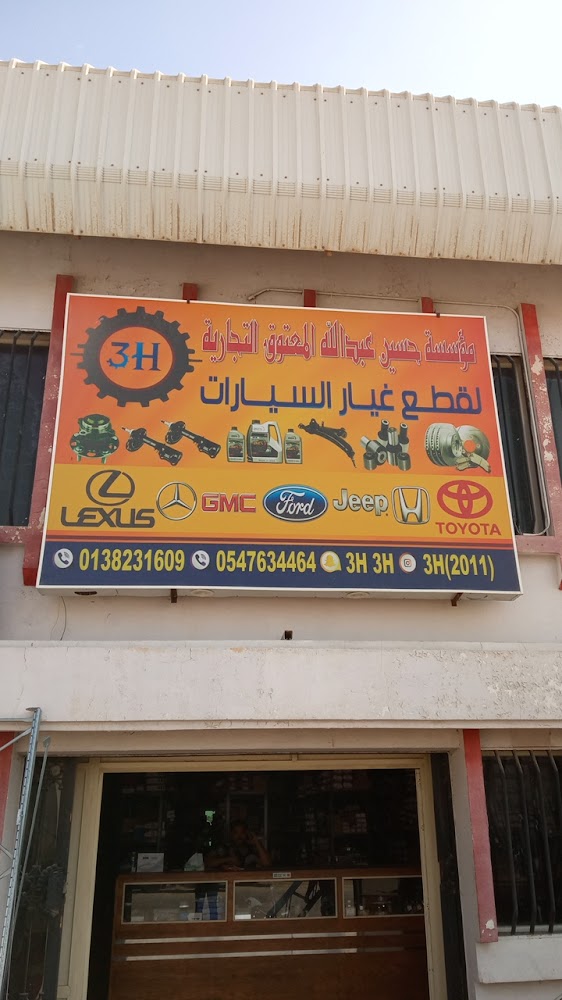 3H
مؤسسة حسين عبدالله المعتوق التجارية
لقطع غيار السيارات
LEXUS GMC Ford Jeep TOYOTA
0138231609 0547634464 3H 3H 3H(2011)